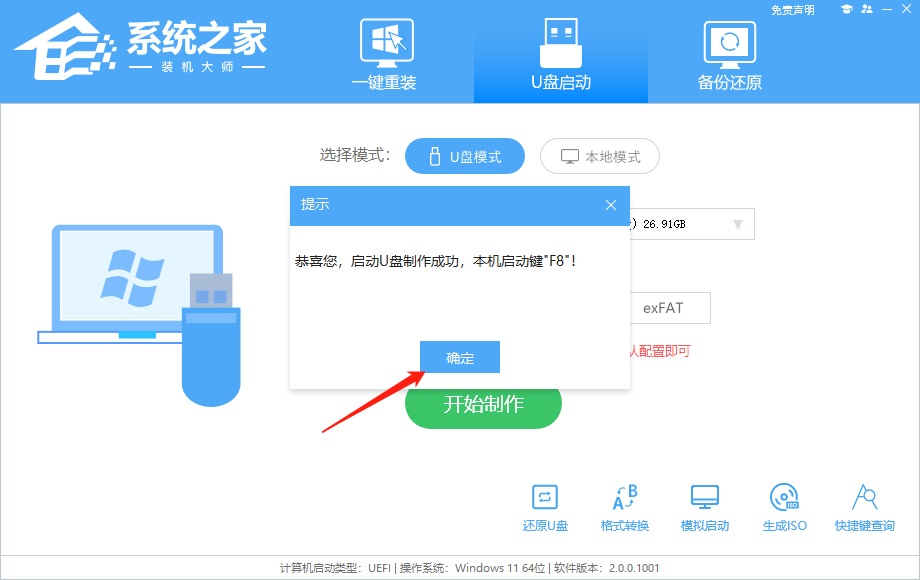 免责声明
系统之家
装机大师
一键重装
U盘启动
备份还原
选择模式：
U盘模式
本地模式
提示
) 26.91GB
恭喜您，启动U盘制作成功，本机启动键"F8"！
exFAT
配置即可
确定
开始制作
还原U盘
A B
格式转换
模拟启动
ISO
生成ISO
快捷键查询
计算机启动类型：UEFI | 操作系统：Windows 11 64位 | 软件版本：2.0.0.1001